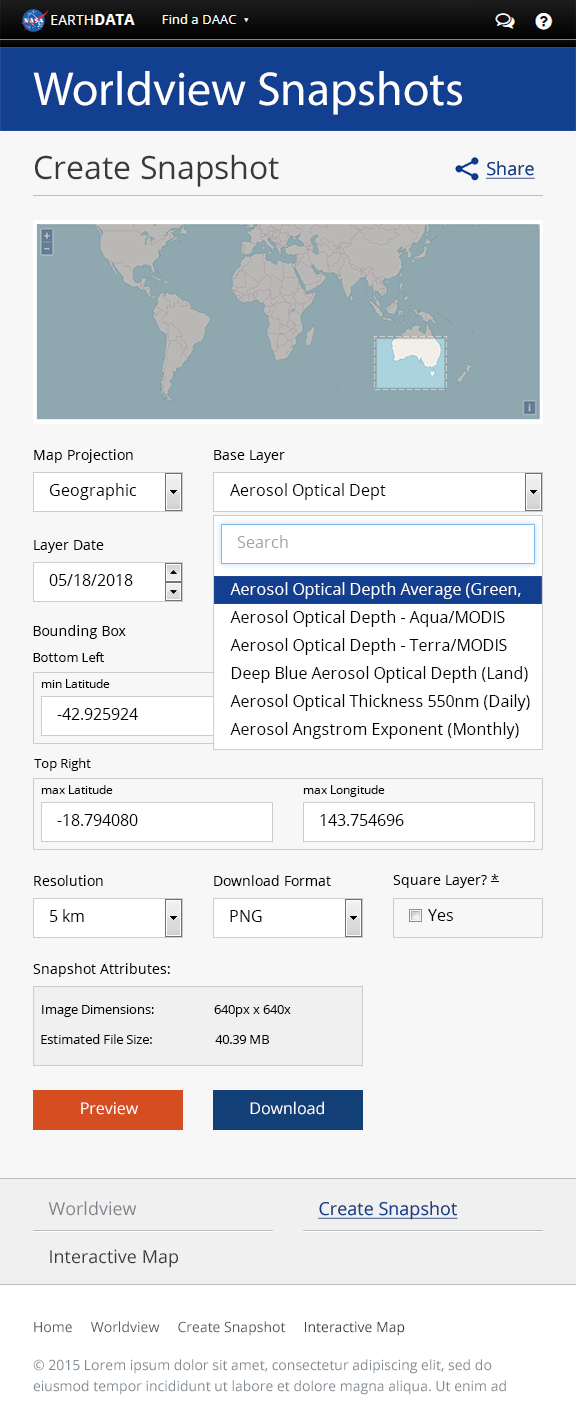 NASA EARTHDATA Find a DAAC
Worldview Snapshots
Create Snapshot Share
+
−
i
Map Projection Base Layer
Geographic Aerosol Optical Dept
Search
Layer Date
05/18/2018
Aerosol Optical Depth Average (Green,
Aerosol Optical Depth - Aqua/MODIS
Aerosol Optical Depth - Terra/MODIS
Deep Blue Aerosol Optical Depth (Land)
Aerosol Optical Thickness 550nm (Daily)
Aerosol Angstrom Exponent (Monthly)
Bounding Box
Bottom Left
min Latitude
-42.925924
Top Right
max Latitude max Longitude
-18.794080 143.754696
Resolution Download Format Square Layer? *
5 km PNG Yes
Snapshot Attributes:
Image Dimensions: 640px x 640x
Estimated File Size: 40.39 MB
Preview Download
Worldview Create Snapshot
Interactive Map
Home Worldview Create Snapshot Interactive Map
© 2015 Lorem ipsum dolor sit amet, consectetur adipiscing elit, sed do
eiusmod tempor incididunt ut labore et dolore magna aliqua. Ut enim ad